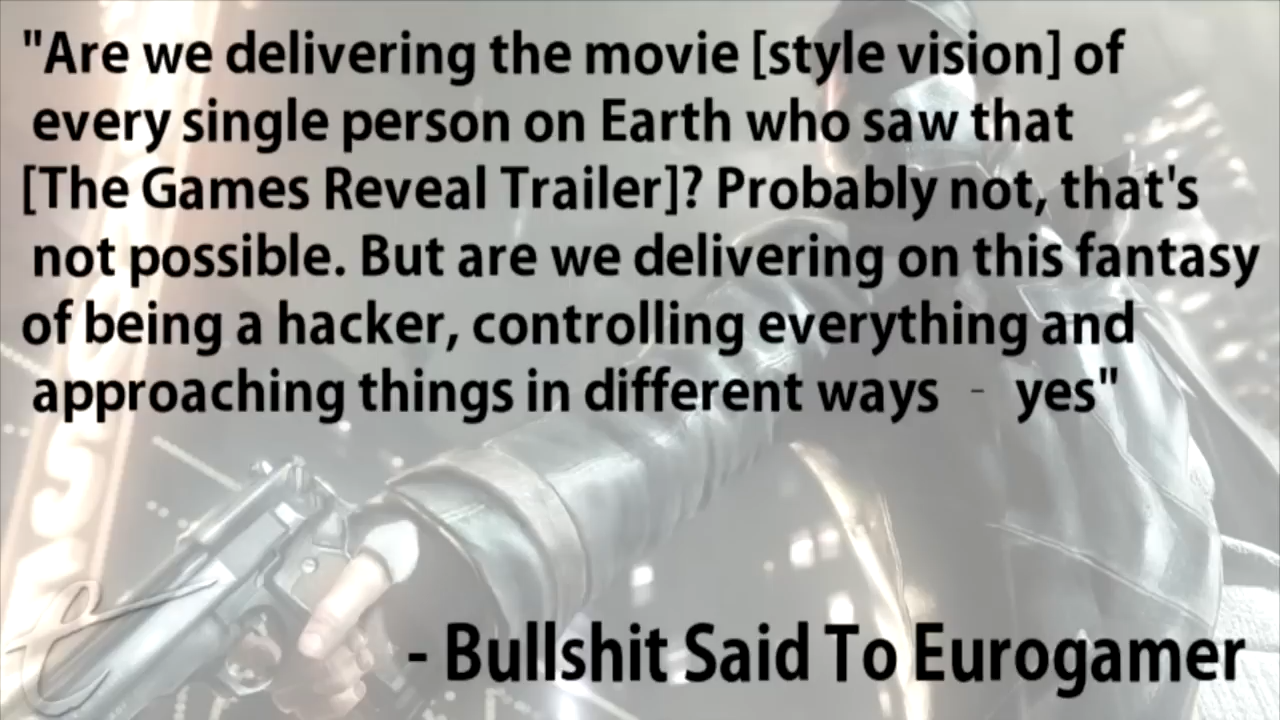 "Are we delivering the movie [style vision] of
every single person on Earth who saw that
[The Games Reveal Trailer]? Probably not, that's
not possible. But are we delivering on this fantasy
of being a hacker, controlling everything and
approaching things in different ways - yes"
- Bullshit Said To Eurogamer